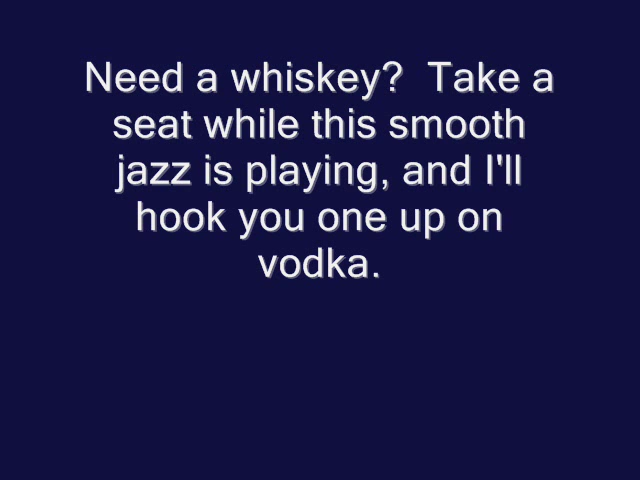 Need a whiskey?  Take a
seat while this smooth
jazz is playing, and I'll
hook you one up on
vodka.